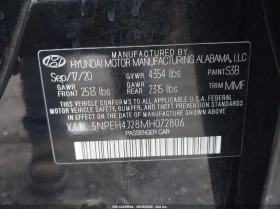 HYUNDAI MOTOR MANUFACTURING ALABAMA, LLC
Sep/17/20 GVWR 4354 lbs PAINT S3B
GAWR FRONT 2513 lbs GAWR REAR 2315 lbs TRIM MMF
THIS VEHICLE CONFORMS TO ALL APPLICABLE
FEDERAL MOTOR VEHICLE SAFETY, BUMPER,
AND THEFT PREVENTION STANDARDS IN EFFECT
ON THE DATE OF MANUFACTURE SHOWN ABOVE.
V.I.N. 5NPEH4J28MH072806
PASSENGER CAR